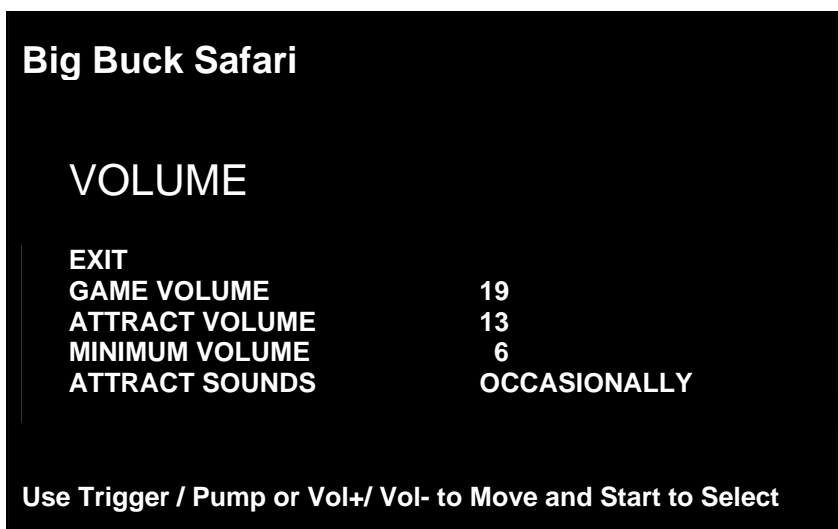 Big Buck Safari
VOLUME
EXIT
GAME VOLUME 19
ATTRACT VOLUME 13
MINIMUM VOLUME 6
ATTRACT SOUNDS OCCASIONALLY
Use Trigger / Pump or Vol+/ Vol- to Move and Start to Select